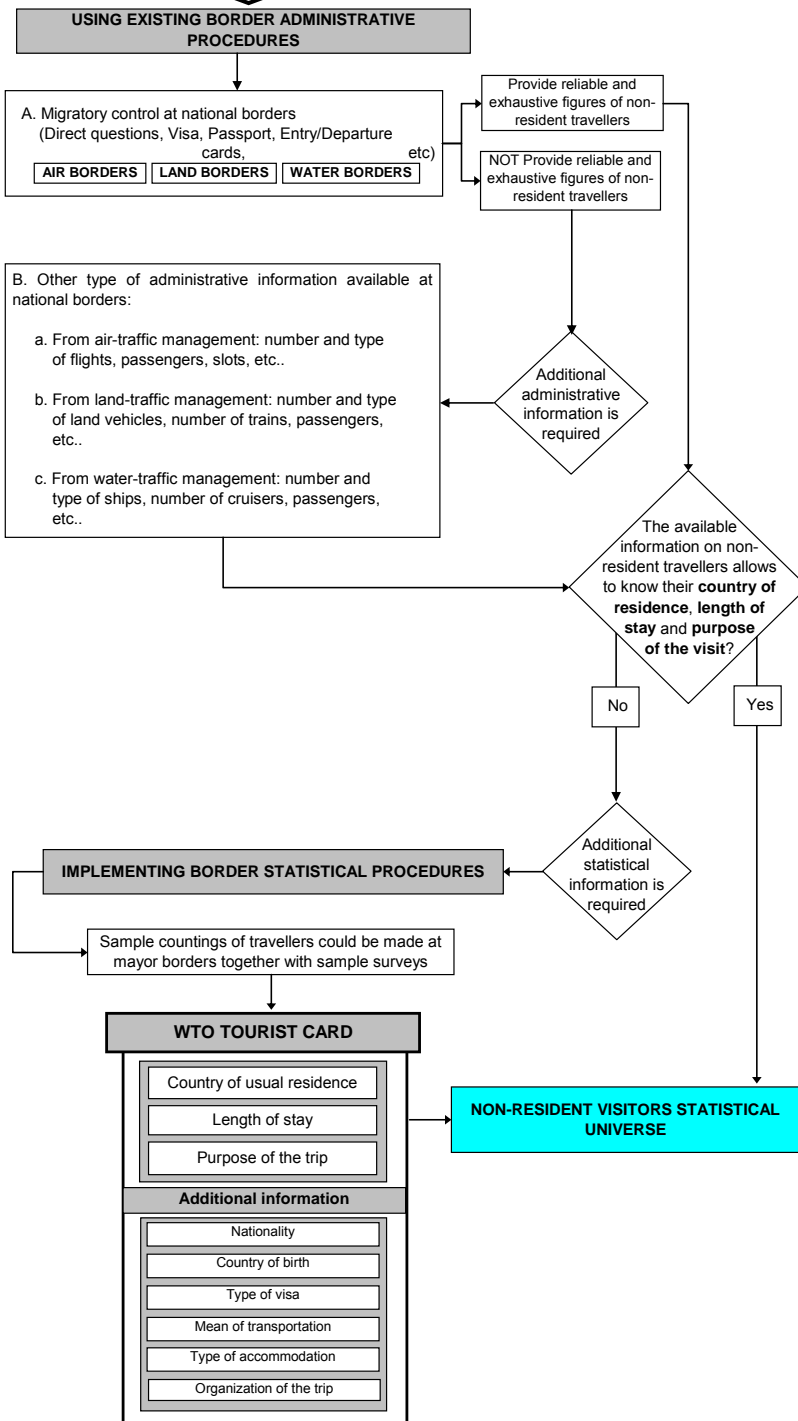 USING EXISTING BORDER ADMINISTRATIVE
PROCEDURES
A. Migratory control at national borders
(Direct questions, Visa, Passport, Entry/Departure
cards, etc)
AIR BORDERS LAND BORDERS WATER BORDERS
Provide reliable and
exhaustive figures of non-
resident travellers
NOT Provide reliable and
exhaustive figures of non-
resident travellers
B. Other type of administrative information available at
national borders:
a. From air-traffic management: number and type
of flights, passengers, slots, etc..
b. From land-traffic management: number and type
of land vehicles, number of trains, passengers,
etc..
c. From water-traffic management: number and
type of ships, number of cruisers, passengers,
etc..
Additional
administrative
information is
required
The available
information on non-
resident travellers allows
to know their country of
residence, length of
stay and purpose
of the visit?
No
Yes
Additional
statistical
information is
required
IMPLEMENTING BORDER STATISTICAL PROCEDURES
Sample countings of travellers could be made at
mayor borders together with sample surveys
WTO TOURIST CARD
Country of usual residence
Length of stay
Purpose of the trip
NON-RESIDENT VISITORS STATISTICAL
UNIVERSE
Additional information
Nationality
Country of birth
Type of visa
Mean of transportation
Type of accommodation
Organization of the trip